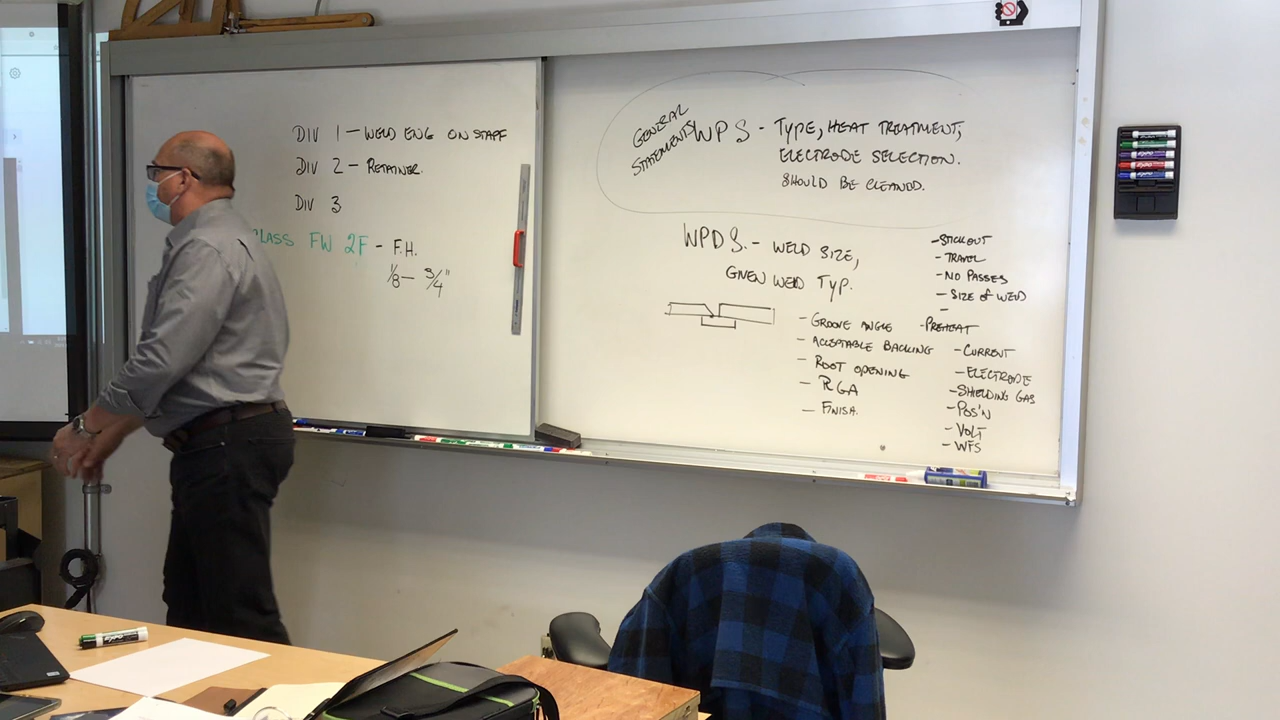 DIV 1 - WELD ENG ON STAFF
DIV 2 - RETAINER.
DIV 3
CLASS FW 2F - F.H.
1/8 - 3/4"
GENERAL
STATEMENTS
WPS - TYPE, HEAT TREATMENT,
ELECTRODE SELECTION.
SHOULD BE CLEANED.
WPDS. - WELD SIZE,
GIVEN WELD TYP.
- GROOVE ANGLE
- ACCEPTABLE BACKING
- ROOT OPENING
- RGA
- FINISH.
- STICKOUT
- TRAVEL
- NO PASSES
- SIZE OF WELD
-
- PREHEAT
- CURRENT
- ELECTRODE
- SHIELDING GAS
- POS'N
- VOLT
- WFS